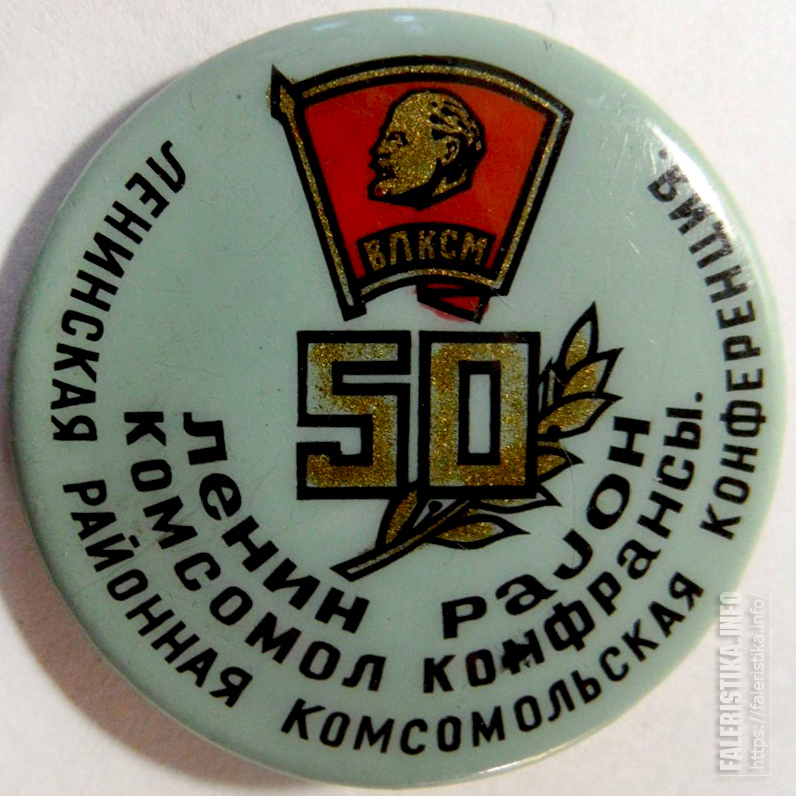 ВЛКСМ
50
ЛЕНИН РАЈОН
КОМСОМОЛ КОНФРАНСЫ.
ЛЕНИНСКАЯ РАЙОННАЯ КОМСОМОЛЬСКАЯ КОНФЕРЕНЦИЯ.
FALERISTIKA.INFO
https://faleristika.info/